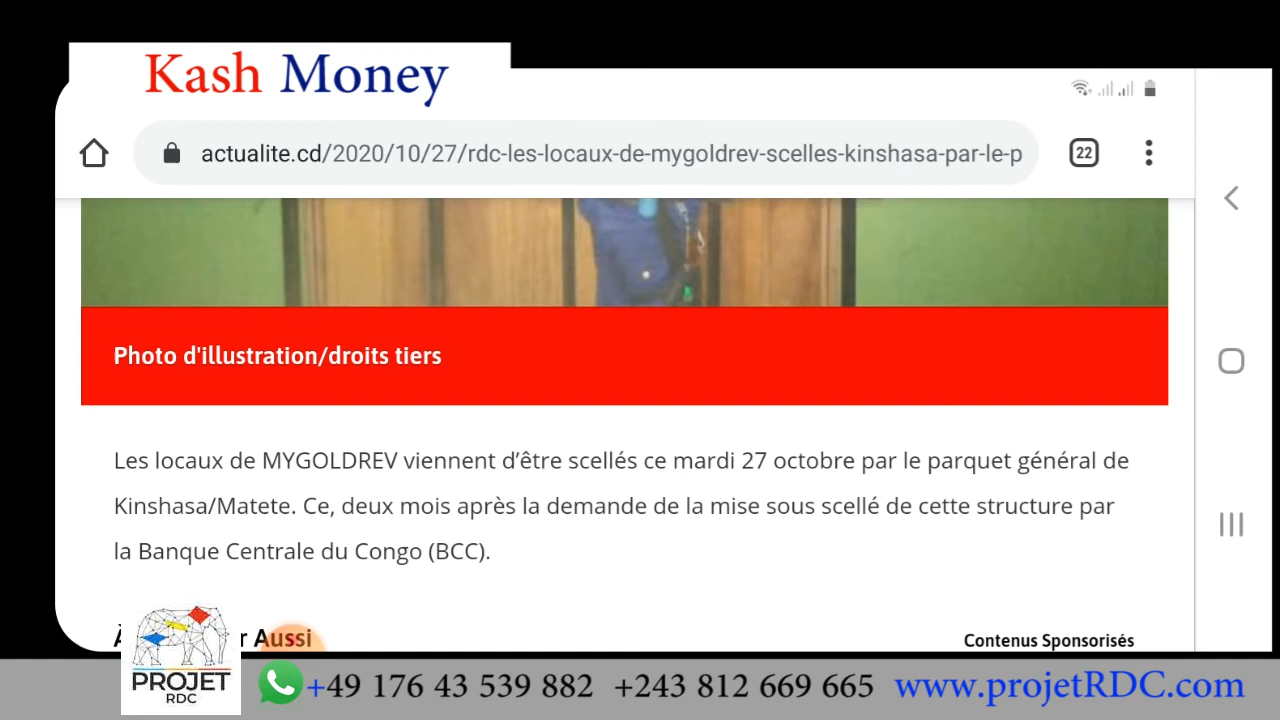 Kash Money
actualite.cd/2020/10/27/rdc-les-locaux-de-mygoldrev-scelles-kinshasa-par-le-p
22
Photo d'illustration/droits tiers
Les locaux de MYGOLDREV viennent d’être scellés ce mardi 27 octobre par le parquet général de
Kinshasa/Matete. Ce, deux mois après la demande de la mise sous scellé de cette structure par
la Banque Centrale du Congo (BCC).
Aussi
Contenus Sponsorisés
PROJET
RDC
+49 176 43 539 882 +243 812 669 665 www.projetRDC.com